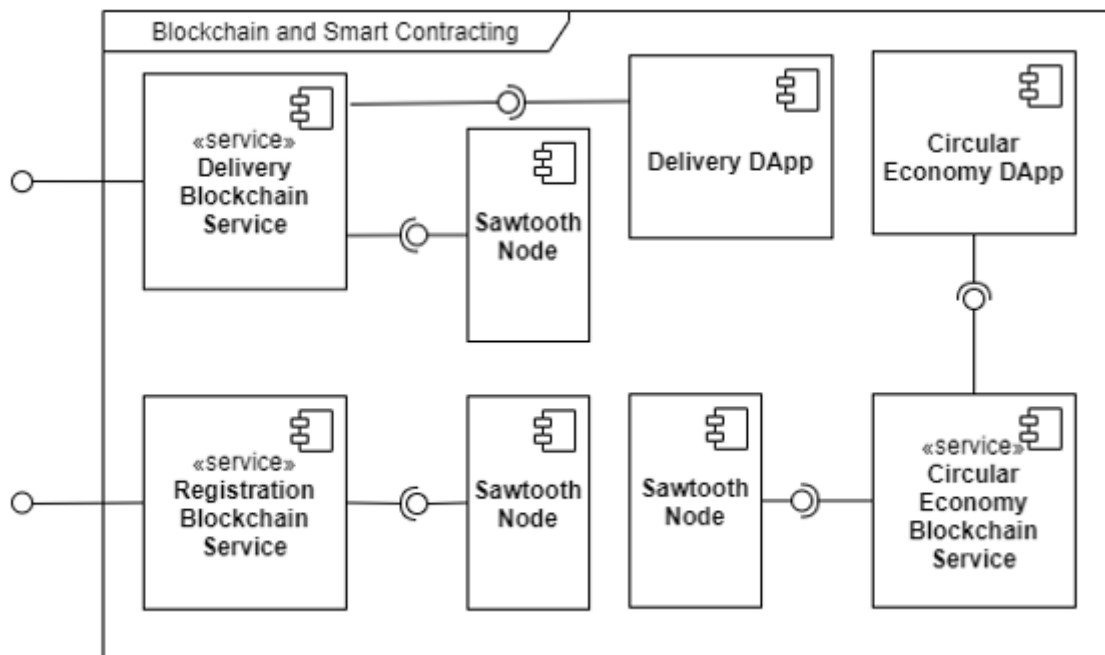 Blockchain and Smart Contracting
«service»
Delivery
Blockchain
Service
Sawtooth
Node
Delivery DApp
Circular
Economy DApp
«service»
Registration
Blockchain
Service
Sawtooth
Node
Sawtooth
Node
«service»
Circular
Economy
Blockchain
Service